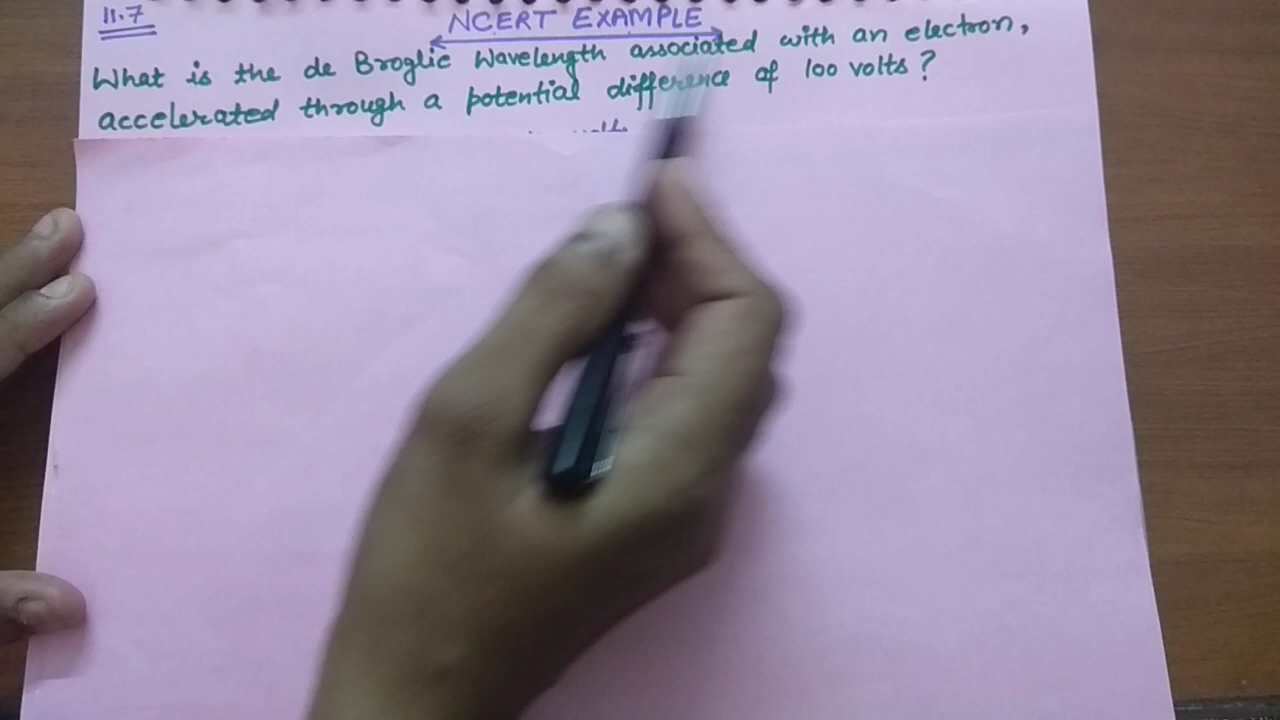 11.7
NCERT EXAMPLE
What is the de Broglie Wavelength associated with an electron,
accelerated through a potential difference of 100 volts?